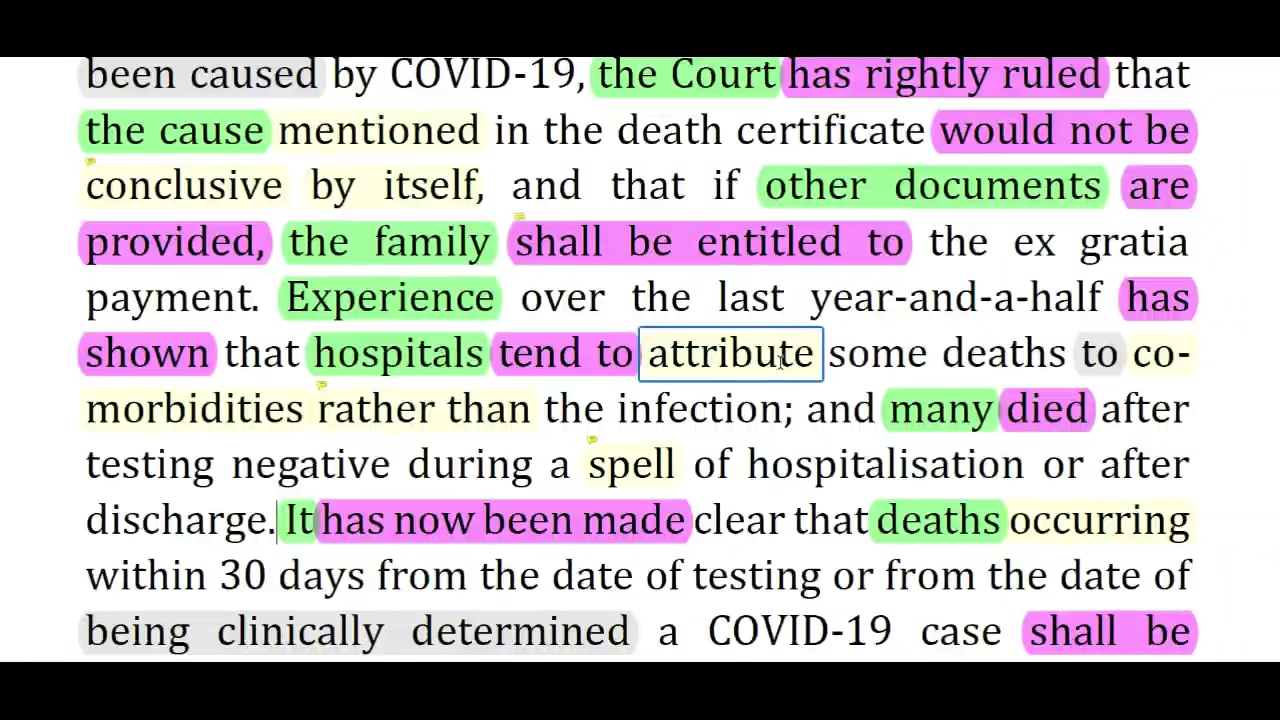 been caused by COVID-19, the Court has rightly ruled that
the cause mentioned in the death certificate would not be
conclusive by itself, and that if other documents are
provided, the family shall be entitled to the ex gratia
payment. Experience over the last year-and-a-half has
shown that hospitals tend to attribute some deaths to co-
morbidities rather than the infection; and many died after
testing negative during a spell of hospitalisation or after
discharge. It has now been made clear that deaths occurring
within 30 days from the date of testing or from the date of
being clinically determined a COVID-19 case shall be